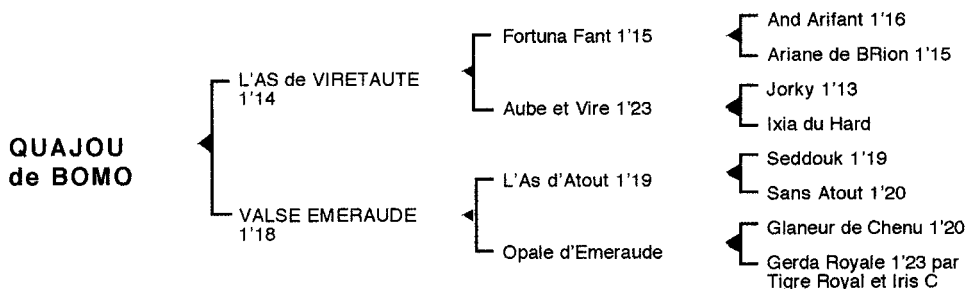 And Arifant 1'16
Fortuna Fant 1'15
Ariane de BRion 1'15
L'AS de VIRETAUTE
1'14
Jorky 1'13
Aube et Vire 1'23
Ixia du Hard
QUAJOU
de BOMO
Seddouk 1'19
L'As d'Atout 1'19
Sans Atout 1'20
VALSE EMERAUDE
1'18
Glaneur de Chenu 1'20
Opale d'Emeraude
Gerda Royale 1'23 par
Tigre Royal et Iris C